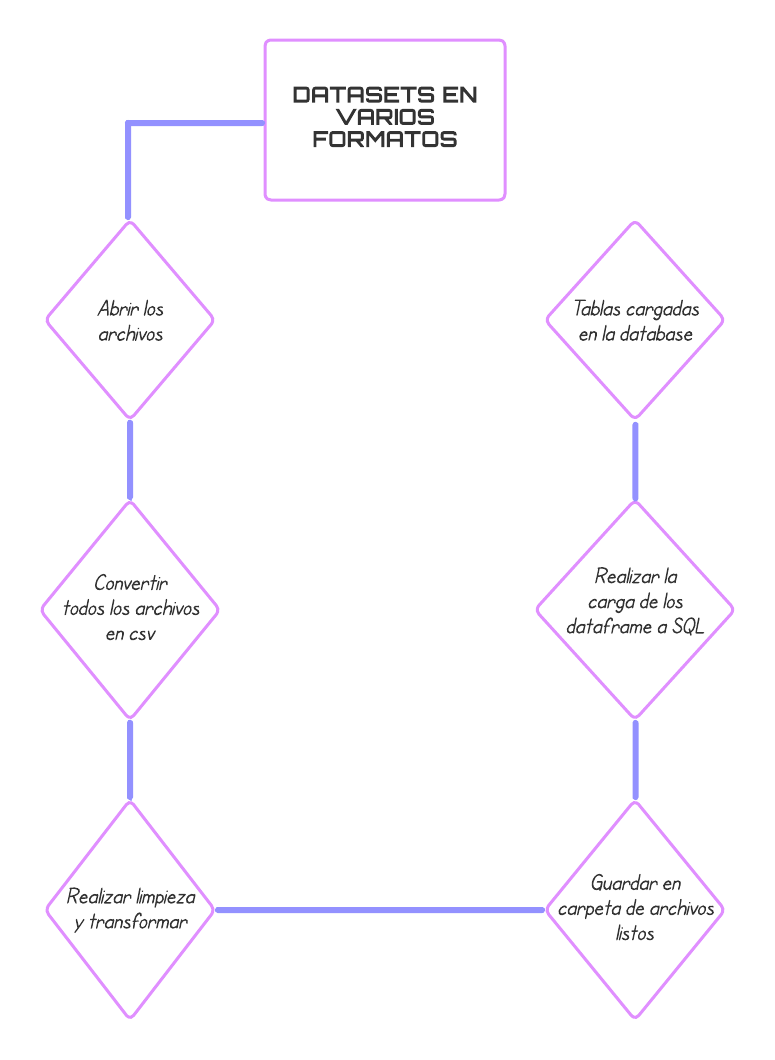 DATASETS EN
VARIOS
FORMATOS
Abrir los
archivos
Convertir
todos los archivos
en csv
Realizar limpieza
y transformar
Guardar en
carpeta de archivos
listos
Realizar la
carga de los
dataframe a SQL
Tablas cargadas
en la database